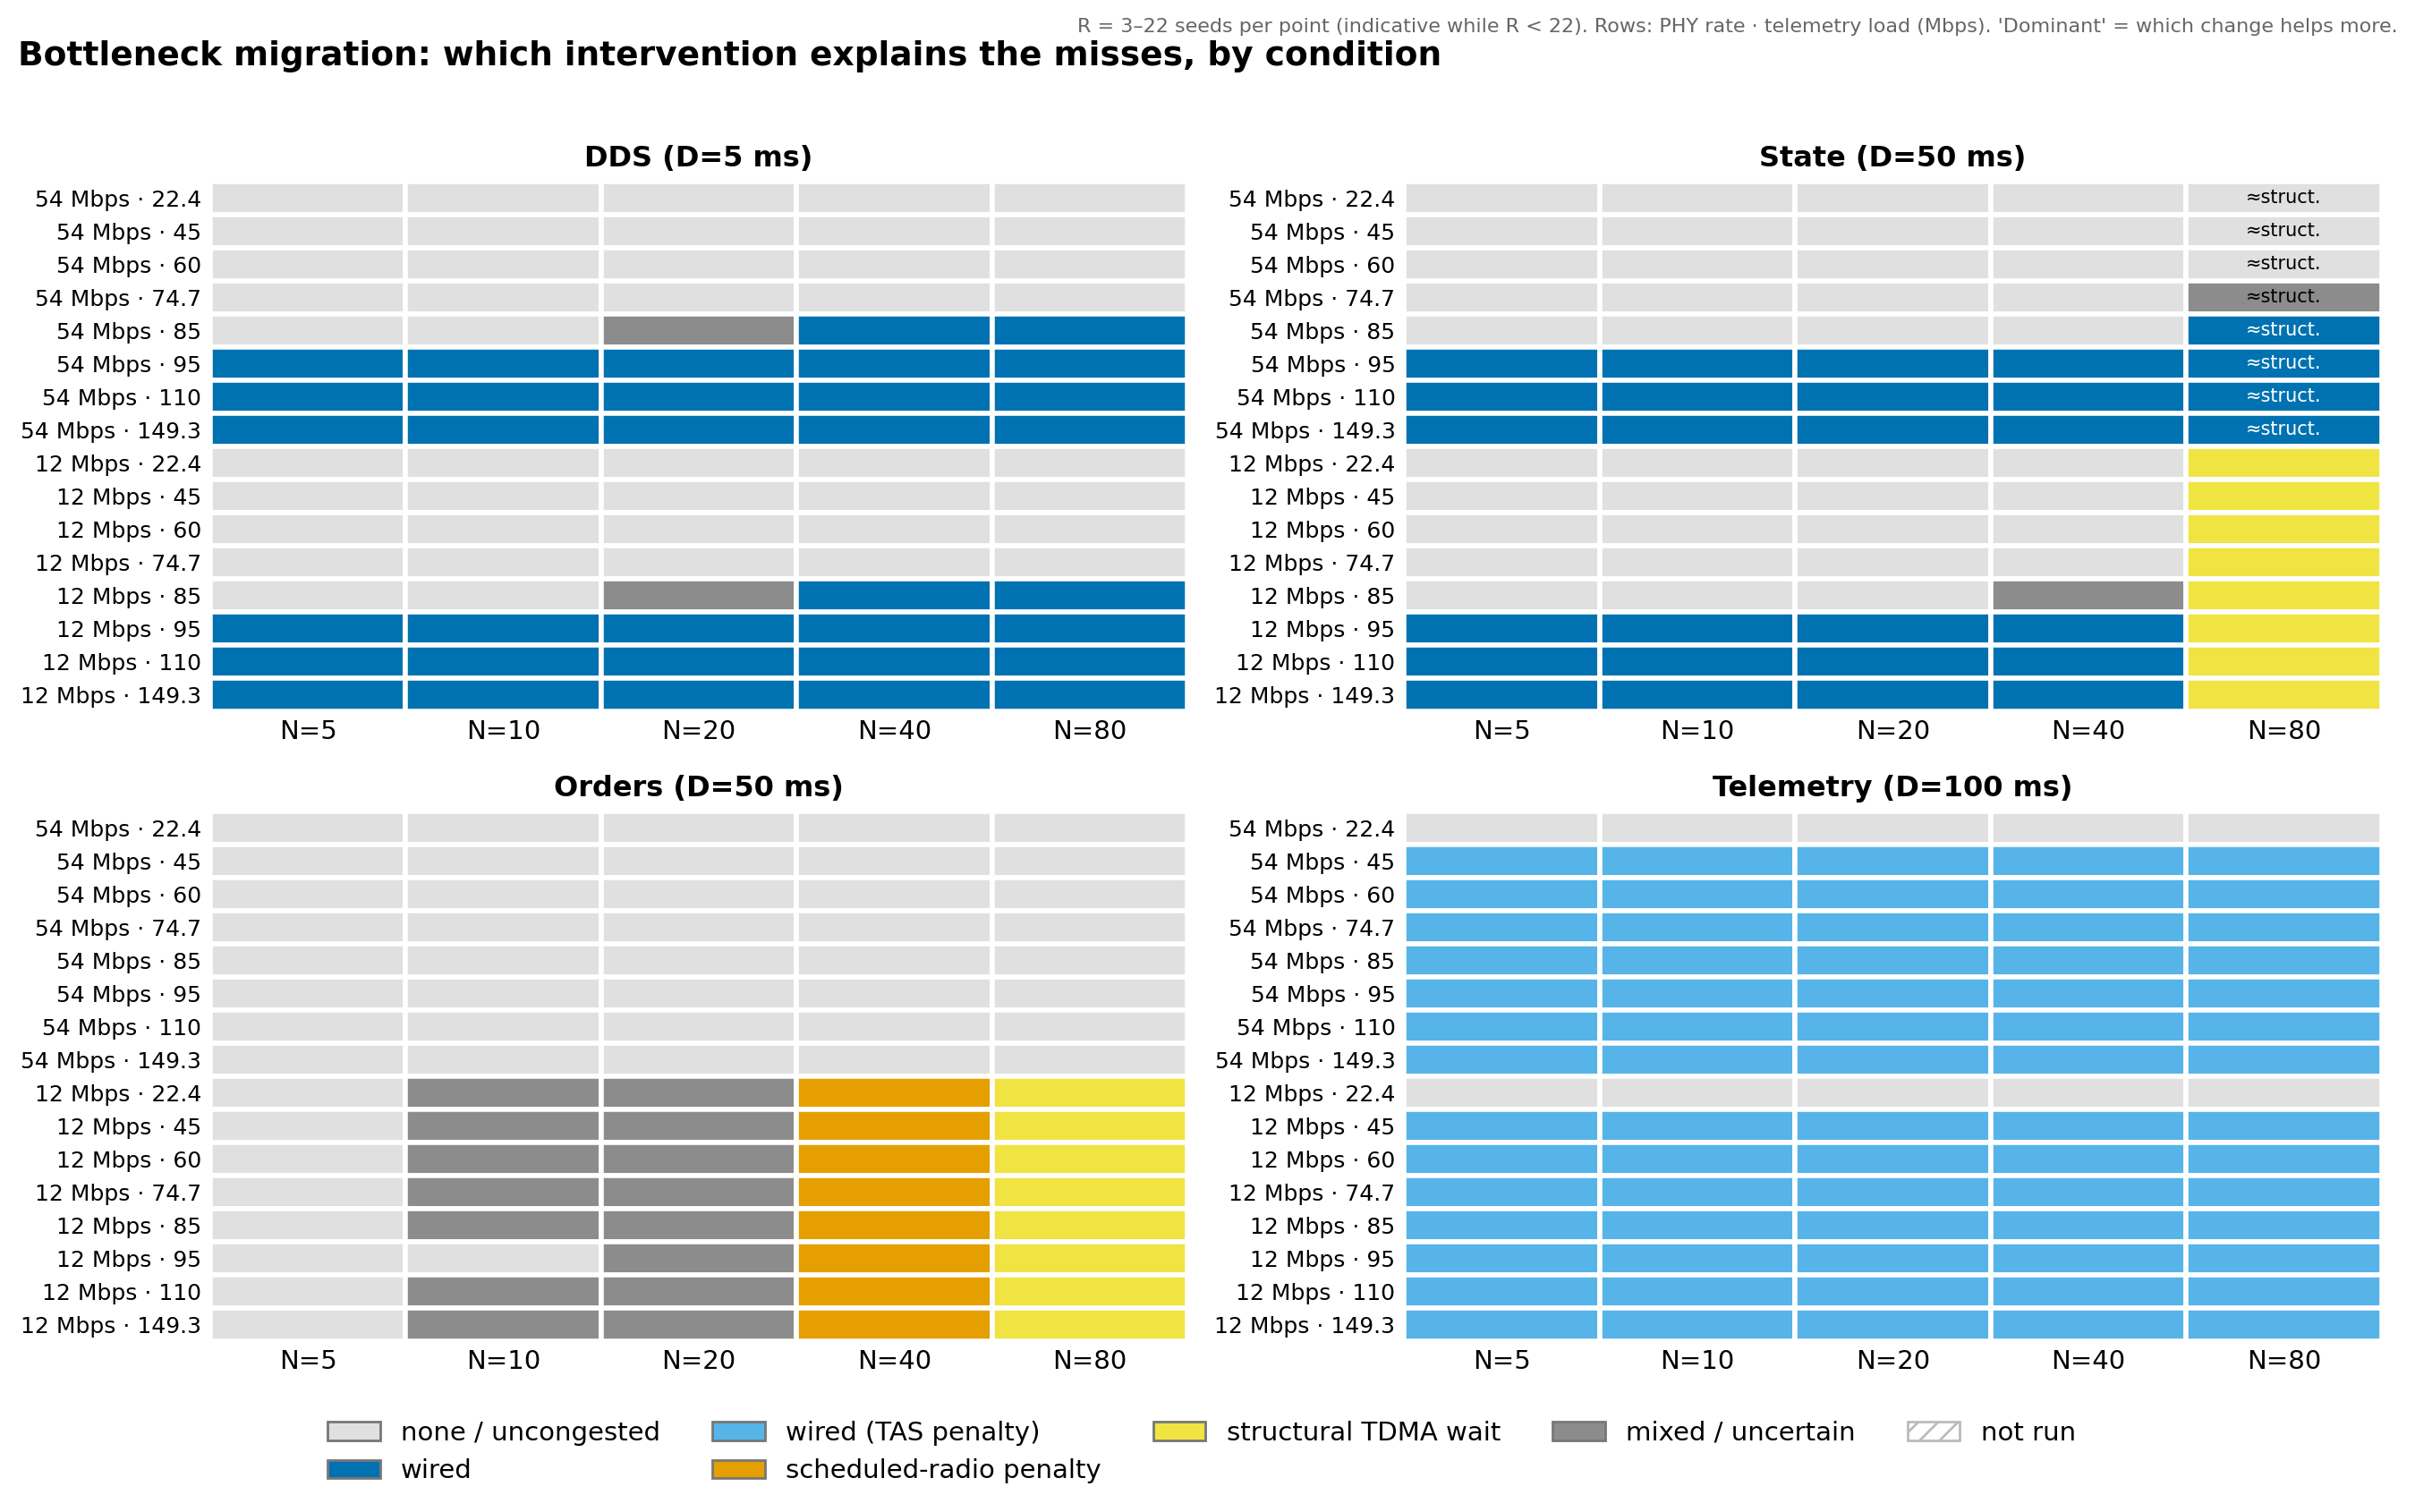 R = 3–22 seeds per point (indicative while R < 22). Rows: PHY rate · telemetry load (Mbps). 'Dominant' = which change helps more.
Bottleneck migration: which intervention explains the misses, by condition
DDS (D=5 ms)
54 Mbps · 22.4
54 Mbps · 45
54 Mbps · 60
54 Mbps · 74.7
54 Mbps · 85
54 Mbps · 95
54 Mbps · 110
54 Mbps · 149.3
12 Mbps · 22.4
12 Mbps · 45
12 Mbps · 60
12 Mbps · 74.7
12 Mbps · 85
12 Mbps · 95
12 Mbps · 110
12 Mbps · 149.3
N=5 N=10 N=20 N=40 N=80
State (D=50 ms)
54 Mbps · 22.4 ≈struct.
54 Mbps · 45 ≈struct.
54 Mbps · 60 ≈struct.
54 Mbps · 74.7 ≈struct.
54 Mbps · 85 ≈struct.
54 Mbps · 95 ≈struct.
54 Mbps · 110 ≈struct.
54 Mbps · 149.3 ≈struct.
12 Mbps · 22.4
12 Mbps · 45
12 Mbps · 60
12 Mbps · 74.7
12 Mbps · 85
12 Mbps · 95
12 Mbps · 110
12 Mbps · 149.3
N=5 N=10 N=20 N=40 N=80
Orders (D=50 ms)
54 Mbps · 22.4
54 Mbps · 45
54 Mbps · 60
54 Mbps · 74.7
54 Mbps · 85
54 Mbps · 95
54 Mbps · 110
54 Mbps · 149.3
12 Mbps · 22.4
12 Mbps · 45
12 Mbps · 60
12 Mbps · 74.7
12 Mbps · 85
12 Mbps · 95
12 Mbps · 110
12 Mbps · 149.3
N=5 N=10 N=20 N=40 N=80
Telemetry (D=100 ms)
54 Mbps · 22.4
54 Mbps · 45
54 Mbps · 60
54 Mbps · 74.7
54 Mbps · 85
54 Mbps · 95
54 Mbps · 110
54 Mbps · 149.3
12 Mbps · 22.4
12 Mbps · 45
12 Mbps · 60
12 Mbps · 74.7
12 Mbps · 85
12 Mbps · 95
12 Mbps · 110
12 Mbps · 149.3
N=5 N=10 N=20 N=40 N=80
none / uncongested wired (TAS penalty) structural TDMA wait mixed / uncertain not run
wired scheduled-radio penalty